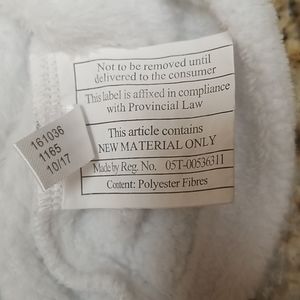 Not to be removed until
delivered to the consumer
This label is affixed in compliance
with Provincial Law
This article contains
NEW MATERIAL ONLY
Made by Reg. No. 05T-00536311
Content: Polyester Fibres
161036
1165
10/17